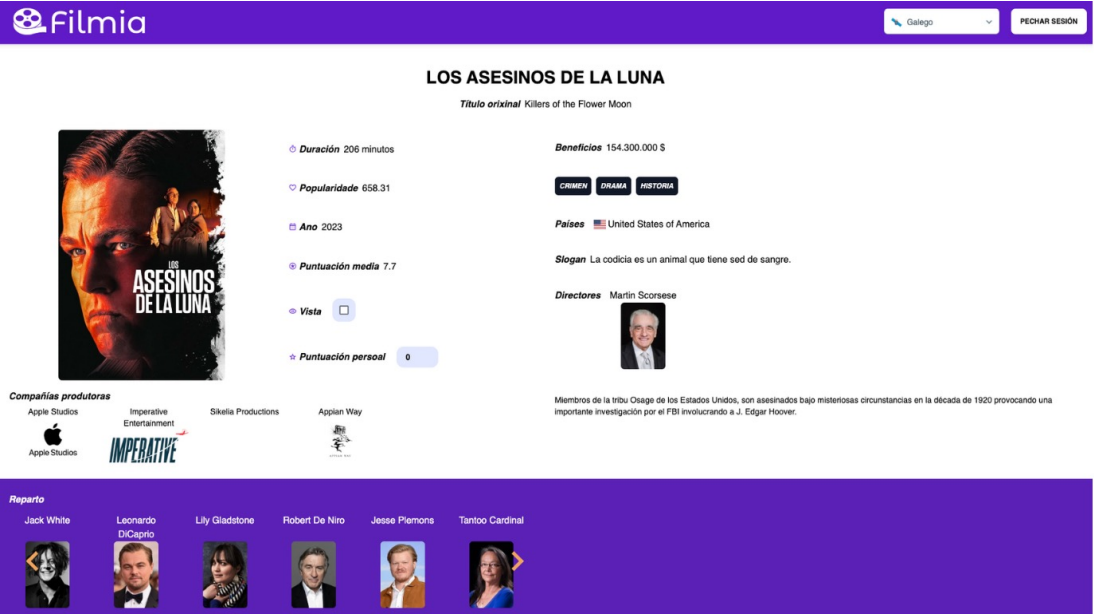 Filmia
Galego
PECHAR SESIÓN
LOS ASESINOS DE LA LUNA
Título orixinal Killers of the Flower Moon
LOS
ASESINOS
DE LA LUNA
Duración 206 minutos
Popularidade 658.31
Ano 2023
Puntuación media 7.7
Vista
Puntuación persoal 0
Beneficios 154.300.000 $
CRIMEN DRAMA HISTORIA
Países United States of America
Slogan La codicia es un animal que tiene sed de sangre.
Directores Martin Scorsese
Compañías produtoras
Apple Studios
Apple Studios
Imperative
Entertainment
IMPERATIVE
Sikelia Productions
Appian Way
APPIAN WAY
Miembros de la tribu Osage de los Estados Unidos, son asesinados bajo misteriosas circunstancias en la década de 1920 provocando una
importante investigación por el FBI involucrando a J. Edgar Hoover.
Reparto
Jack White
Leonardo
DiCaprio
Lily Gladstone
Robert De Niro
Jesse Plemons
Tantoo Cardinal